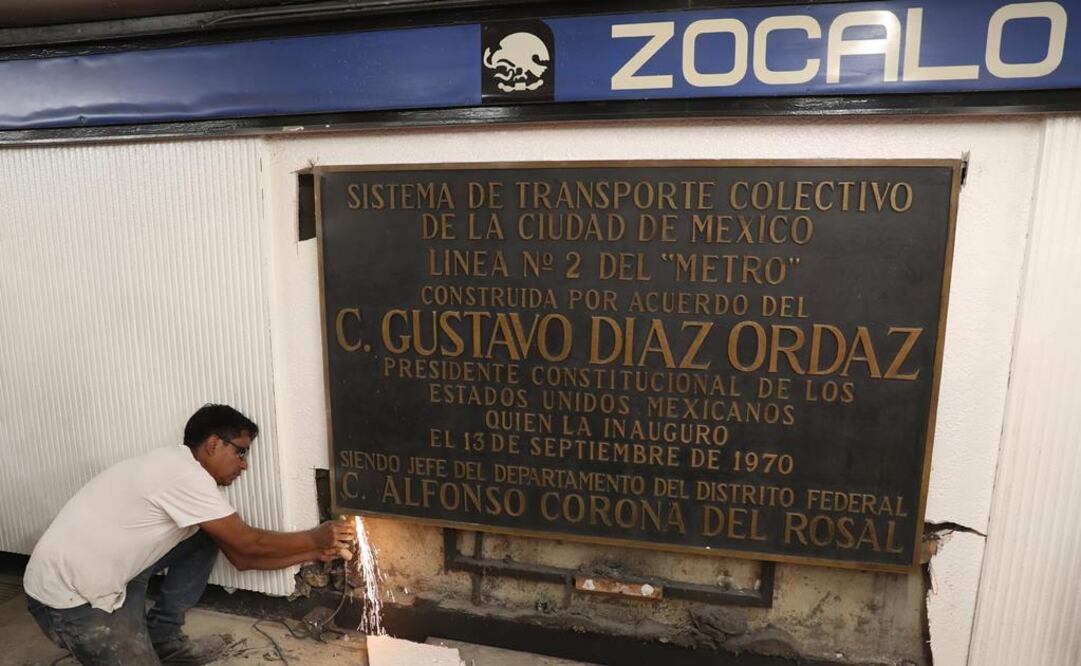 ZOCALO
SISTEMA DE TRANSPORTE COLECTIVO
DE LA CIUDAD DE MEXICO
LINEA Nº 2 DEL "METRO"
CONSTRUIDA POR ACUERDO DEL
C. GUSTAVO DIAZ ORDAZ
PRESIDENTE CONSTITUCIONAL DE LOS
ESTADOS UNIDOS MEXICANOS
QUIEN LA INAUGURO
EL 13 DE SEPTIEMBRE DE 1970
SIENDO JEFE DEL DEPARTAMENTO DEL DISTRITO FEDERAL
C. ALFONSO CORONA DEL ROSAL